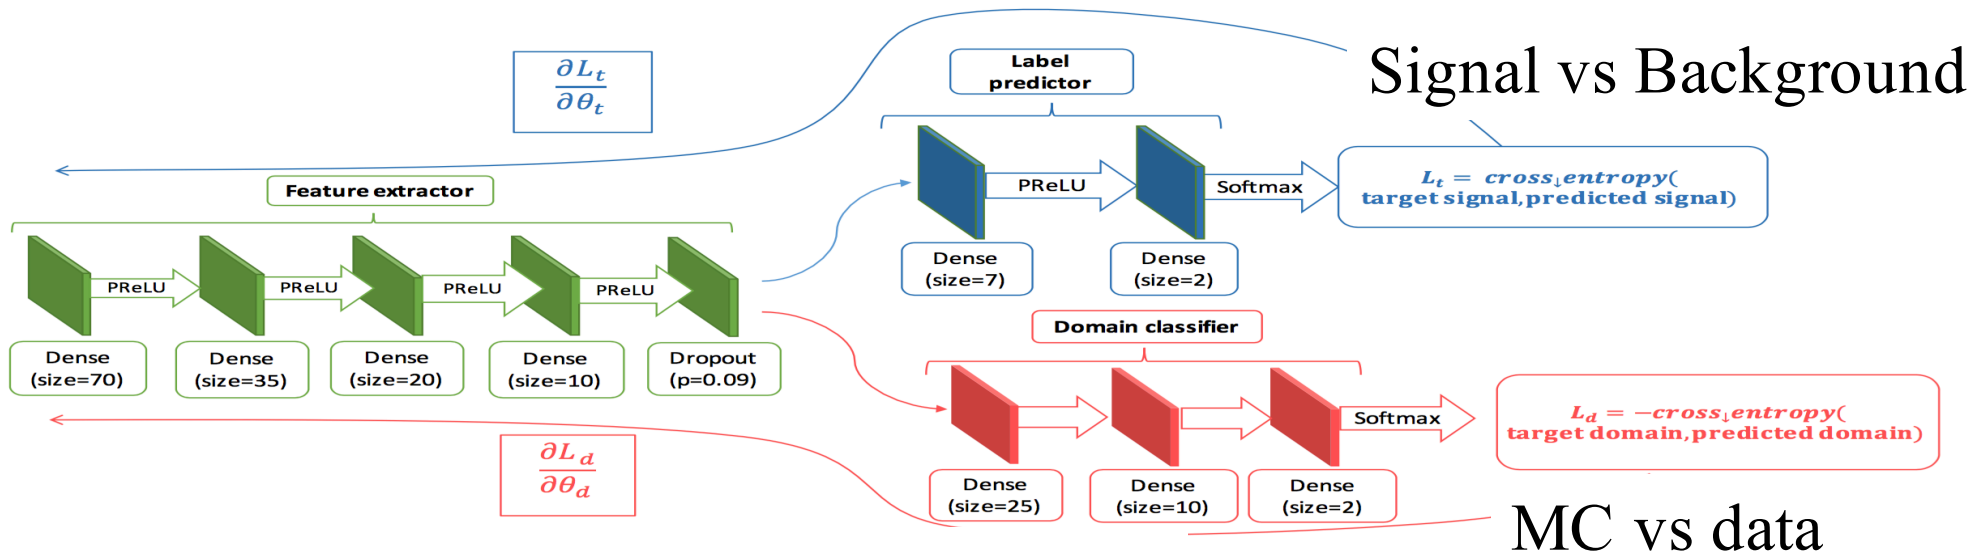 Signal vs Background
Label
predictor
∂L_t
∂θ_t
Feature extractor
PReLU
PReLU
PReLU
PReLU
Dense
(size=70)
Dense
(size=35)
Dense
(size=20)
Dense
(size=10)
Dropout
(p=0.09)
PReLU
Softmax
Dense
(size=7)
Dense
(size=2)
L_t = cross↓entropy(
target signal,predicted signal)
Domain classifier
Softmax
Dense
(size=25)
Dense
(size=10)
Dense
(size=2)
L_d = −cross↓entropy(
target domain,predicted domain)
∂L_d
∂θ_d
MC vs data